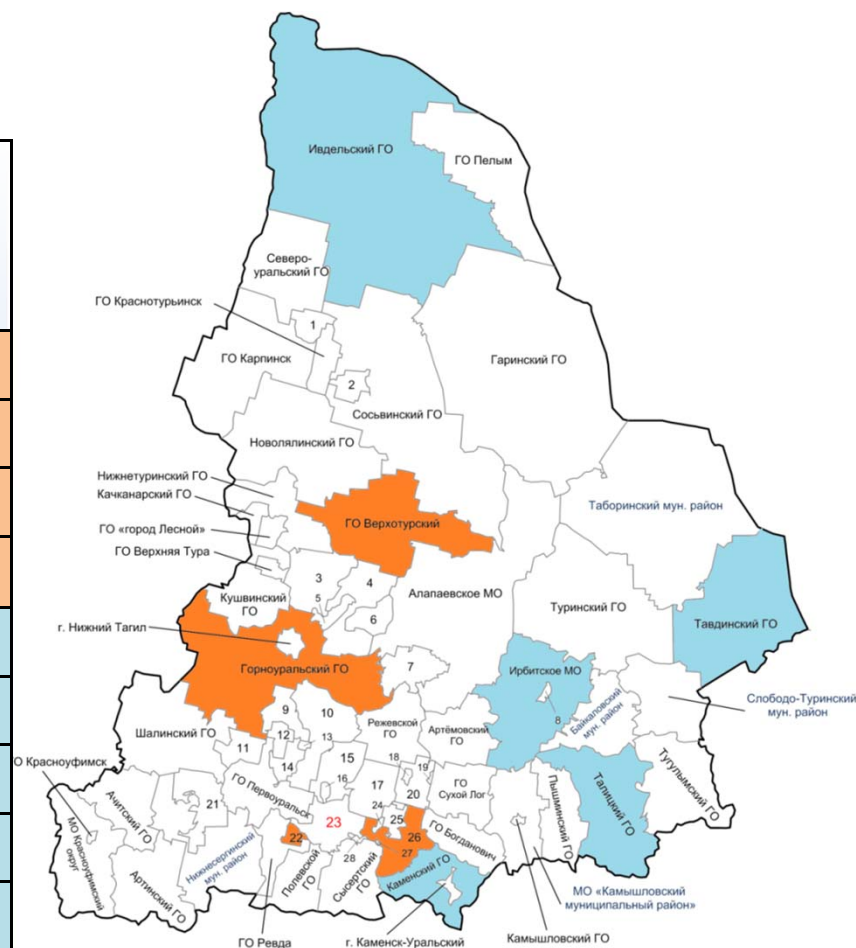 Ивдельский ГО
ГО Пелым
Северо-
уральский ГО
ГО Краснотурьинск
1
ГО Карпинск
Гаринский ГО
2
Сосьвинский ГО
Новолялинский ГО
Нижнетуринский ГО
Качканарский ГО
ГО «город Лесной»
ГО Верхняя Тура
ГО Верхотурский
Таборинский мун. район
3
4
5
6
Алапаевское МО
Кушвинский
ГО
Туринский ГО
Тавдинский ГО
г. Нижний Тагил
Горноуральский ГО
7
Ирбитское МО
8
Байкаловский
мун. район
Слободо-Туринский
мун. район
Шалинский ГО
9
10
11
12
13
14
Режевской
ГО
Артёмовский
ГО
15
16
17
18
19
20
ГО
Сухой Лог
Пышминский ГО
Талицкий ГО
Тугулымский ГО
О Красноуфимск
Ачитский ГО
21
ГО Первоуральск
МО Красноуфимский
округ
Артинский ГО
Нижнесергинский
мун. район
22
23
24
25
26
27
28
ГО Богданович
Полевской
ГО
Сысертский
ГО
Каменский ГО
ГО Ревда
г. Каменск-Уральский
Камышловский ГО
МО «Камышловский
муниципальный район»